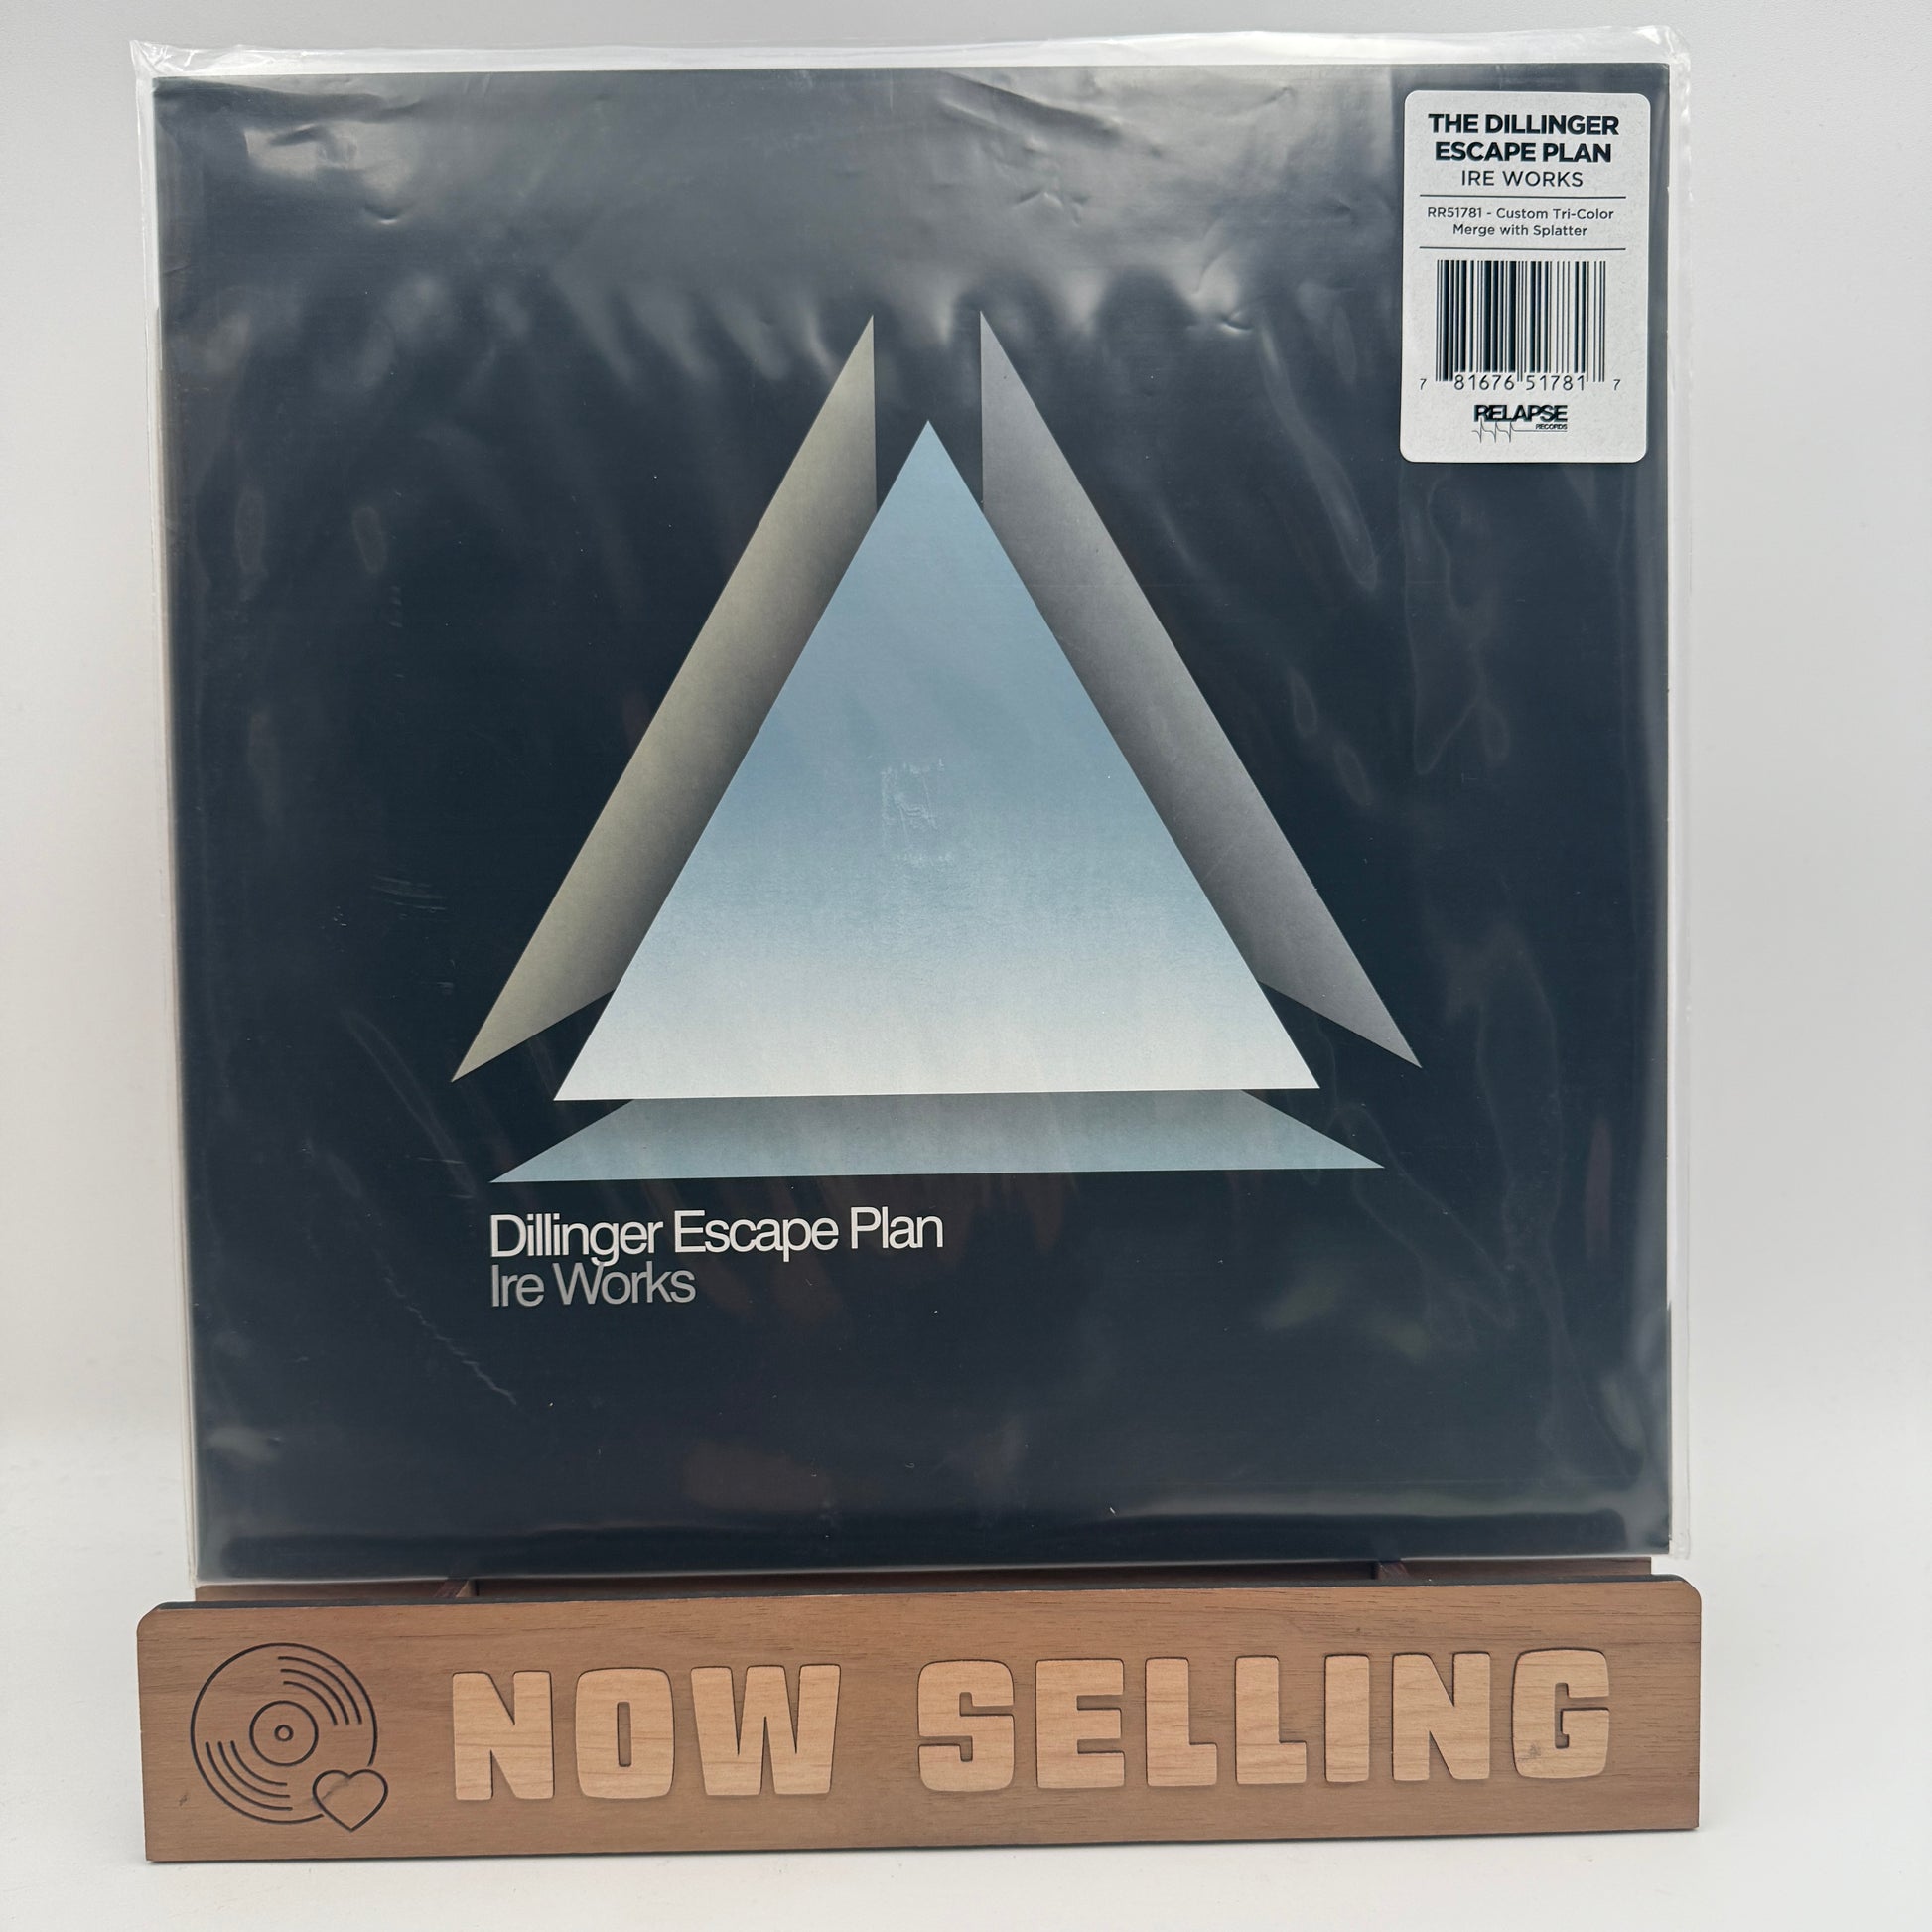 THE DILLINGER
ESCAPE PLAN
IRE WORKS
RR51781 - Custom Tri-Color
Merge with Splatter
7 81676 51781 7
RELAPSE
RECORDS
Dillinger Escape Plan
Ire Works
NOW SELLING